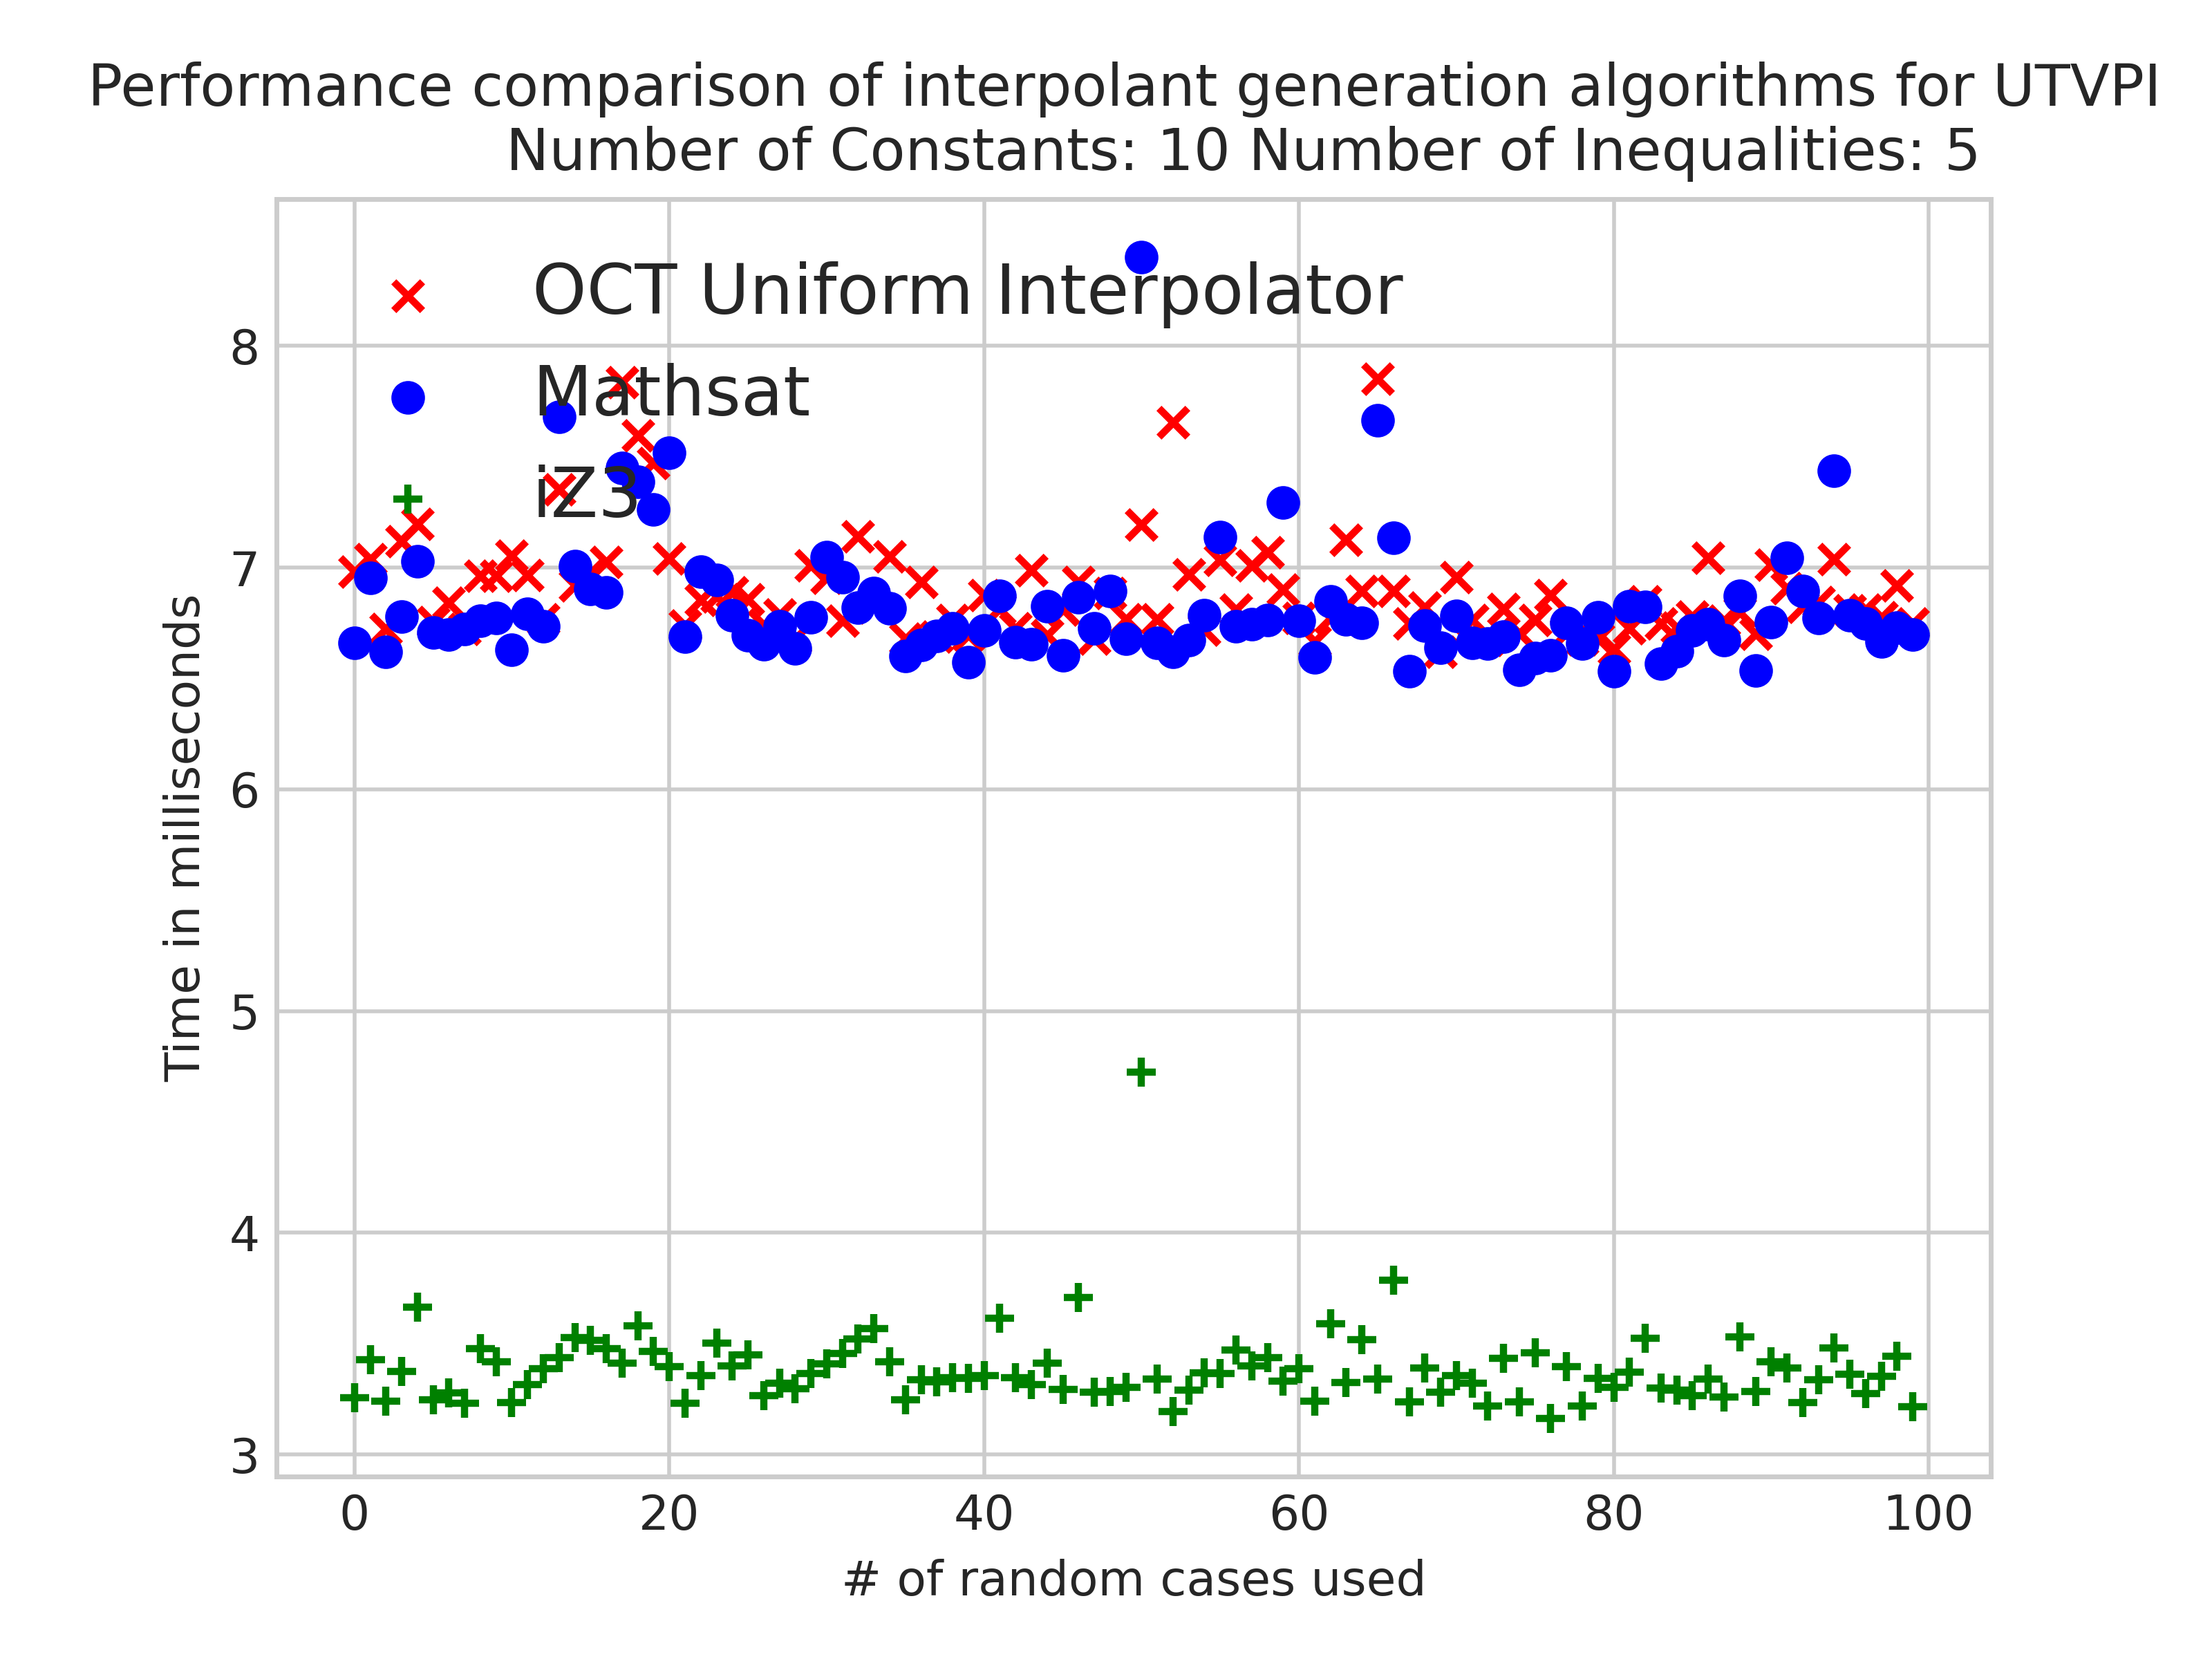 Performance comparison of interpolant generation algorithms for UTVPI
Number of Constants: 10 Number of Inequalities: 5
OCT Uniform Interpolator
Mathsat
iZ3
8
7
6
5
4
3
Time in milliseconds
0 20 40 60 80 100
# of random cases used